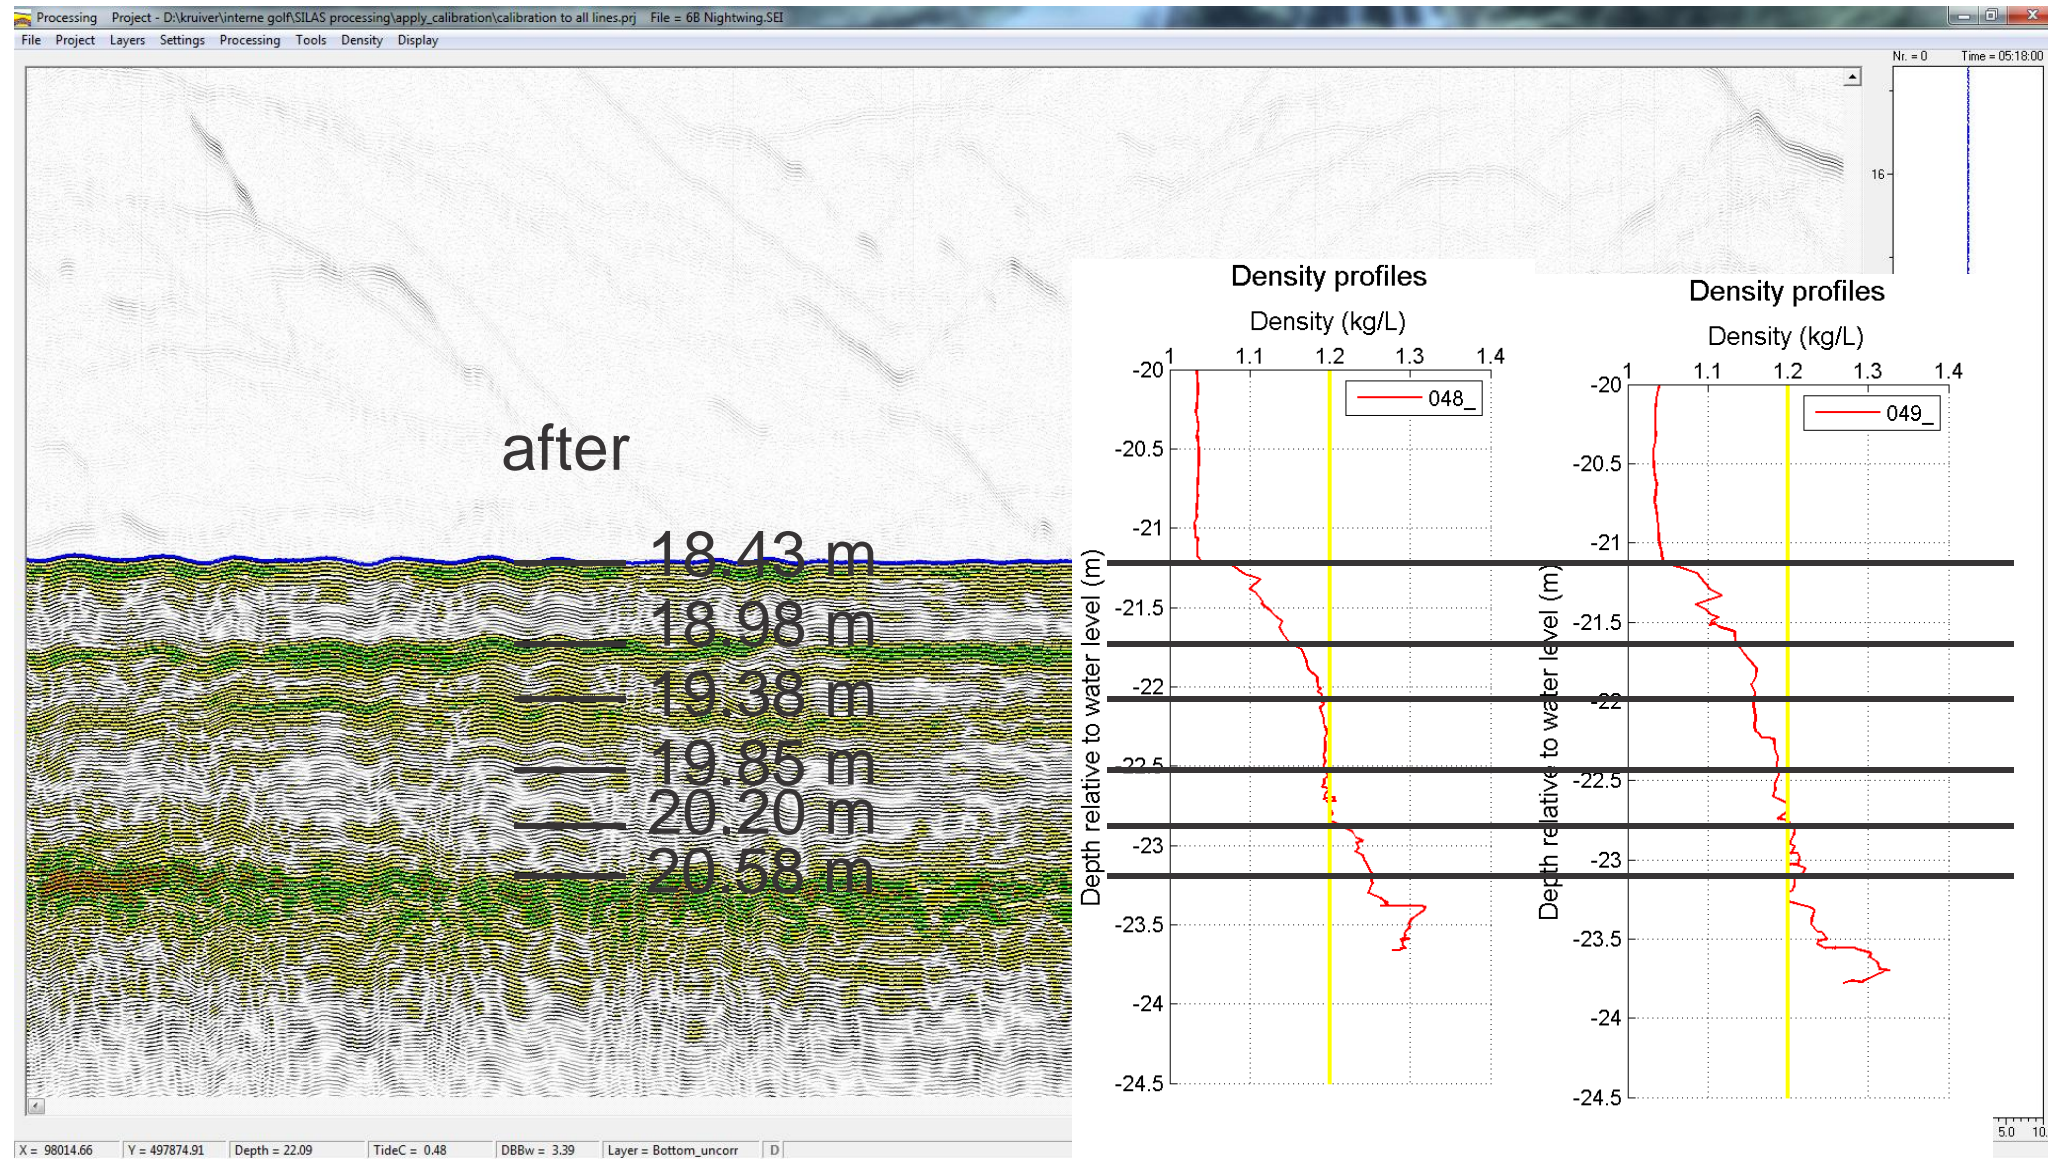 Processing Project - D:\kruiver\interne golf\SILAS processing\apply_calibration\calibration to all lines.prj File = 6B Nightwing.SEI
File Project Layers Settings Processing Tools Density Display
Nr. = 0 Time = 05:18:00
16
after
18.43 m
18.98 m
19.38 m
19.85 m
20.20 m
20.58 m
Density profiles
Density (kg/L)
1 1.1 1.2 1.3 1.4
048_
-20
-20.5
-21
-21.5
-22
-22.5
-23
-23.5
-24
-24.5
Depth relative to water level (m)
Density profiles
Density (kg/L)
1 1.1 1.2 1.3 1.4
049_
-20
-20.5
-21
-21.5
-22
-22.5
-23
-23.5
-24
-24.5
Depth relative to water level (m)
5.0 10.
X = 98014.66 Y = 497874.91 Depth = 22.09 TideC = 0.48 DBBw = 3.39 Layer = Bottom_uncorr D